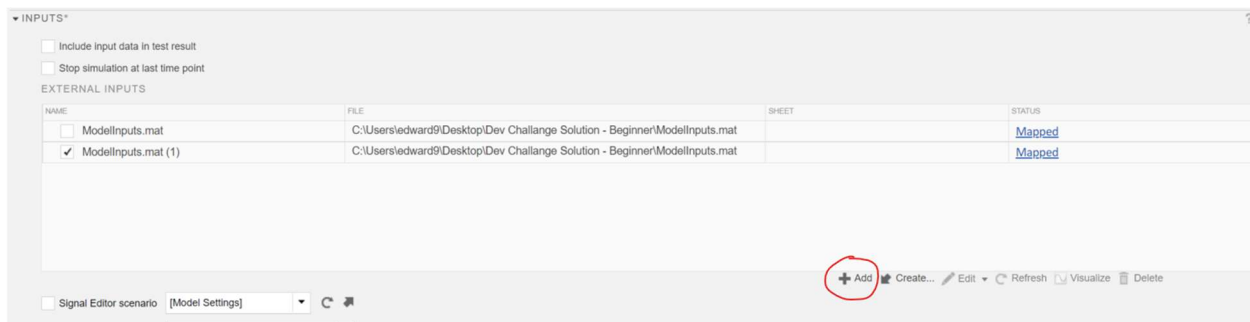 INPUTS*
?
Include input data in test result
Stop simulation at last time point
EXTERNAL INPUTS
NAME FILE SHEET STATUS
ModelInputs.mat C:\Users\edward9\Desktop\Dev Challange Solution - Beginner\ModelInputs.mat Mapped
ModelInputs.mat (1) C:\Users\edward9\Desktop\Dev Challange Solution - Beginner\ModelInputs.mat Mapped
Add Create... Edit Refresh Visualize Delete
Signal Editor scenario [Model Settings]